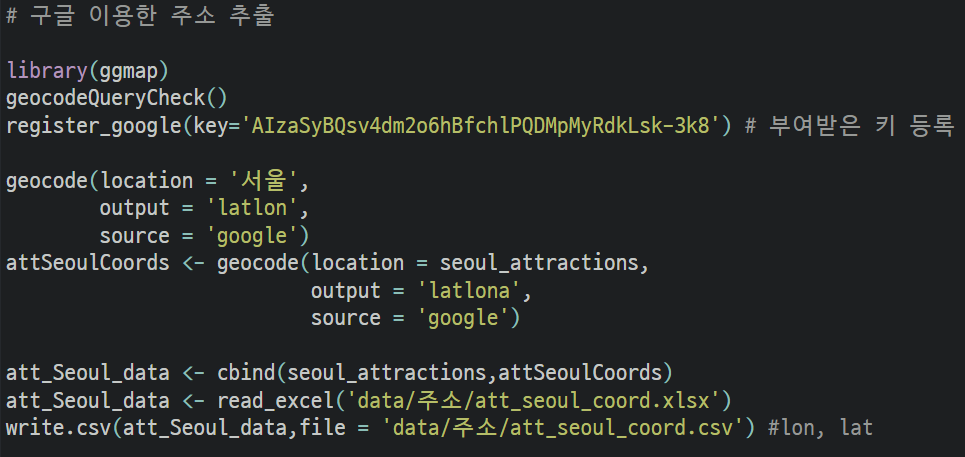 # 구글 이용한 주소 추출
library(ggmap)
geocodeQueryCheck()
register_google(key='AIzaSyBQsv4dm2o6hBfchlPQDMpMyRdkLsk-3k8') # 부여받은 키 등록
geocode(location = '서울',
output = 'latlon',
source = 'google')
attSeoulCoords <- geocode(location = seoul_attractions,
output = 'latlona',
source = 'google')
att_Seoul_data <- cbind(seoul_attractions,attSeoulCoords)
att_Seoul_data <- read_excel('data/주소/att_seoul_coord.xlsx')
write.csv(att_Seoul_data,file = 'data/주소/att_seoul_coord.csv') #lon, lat